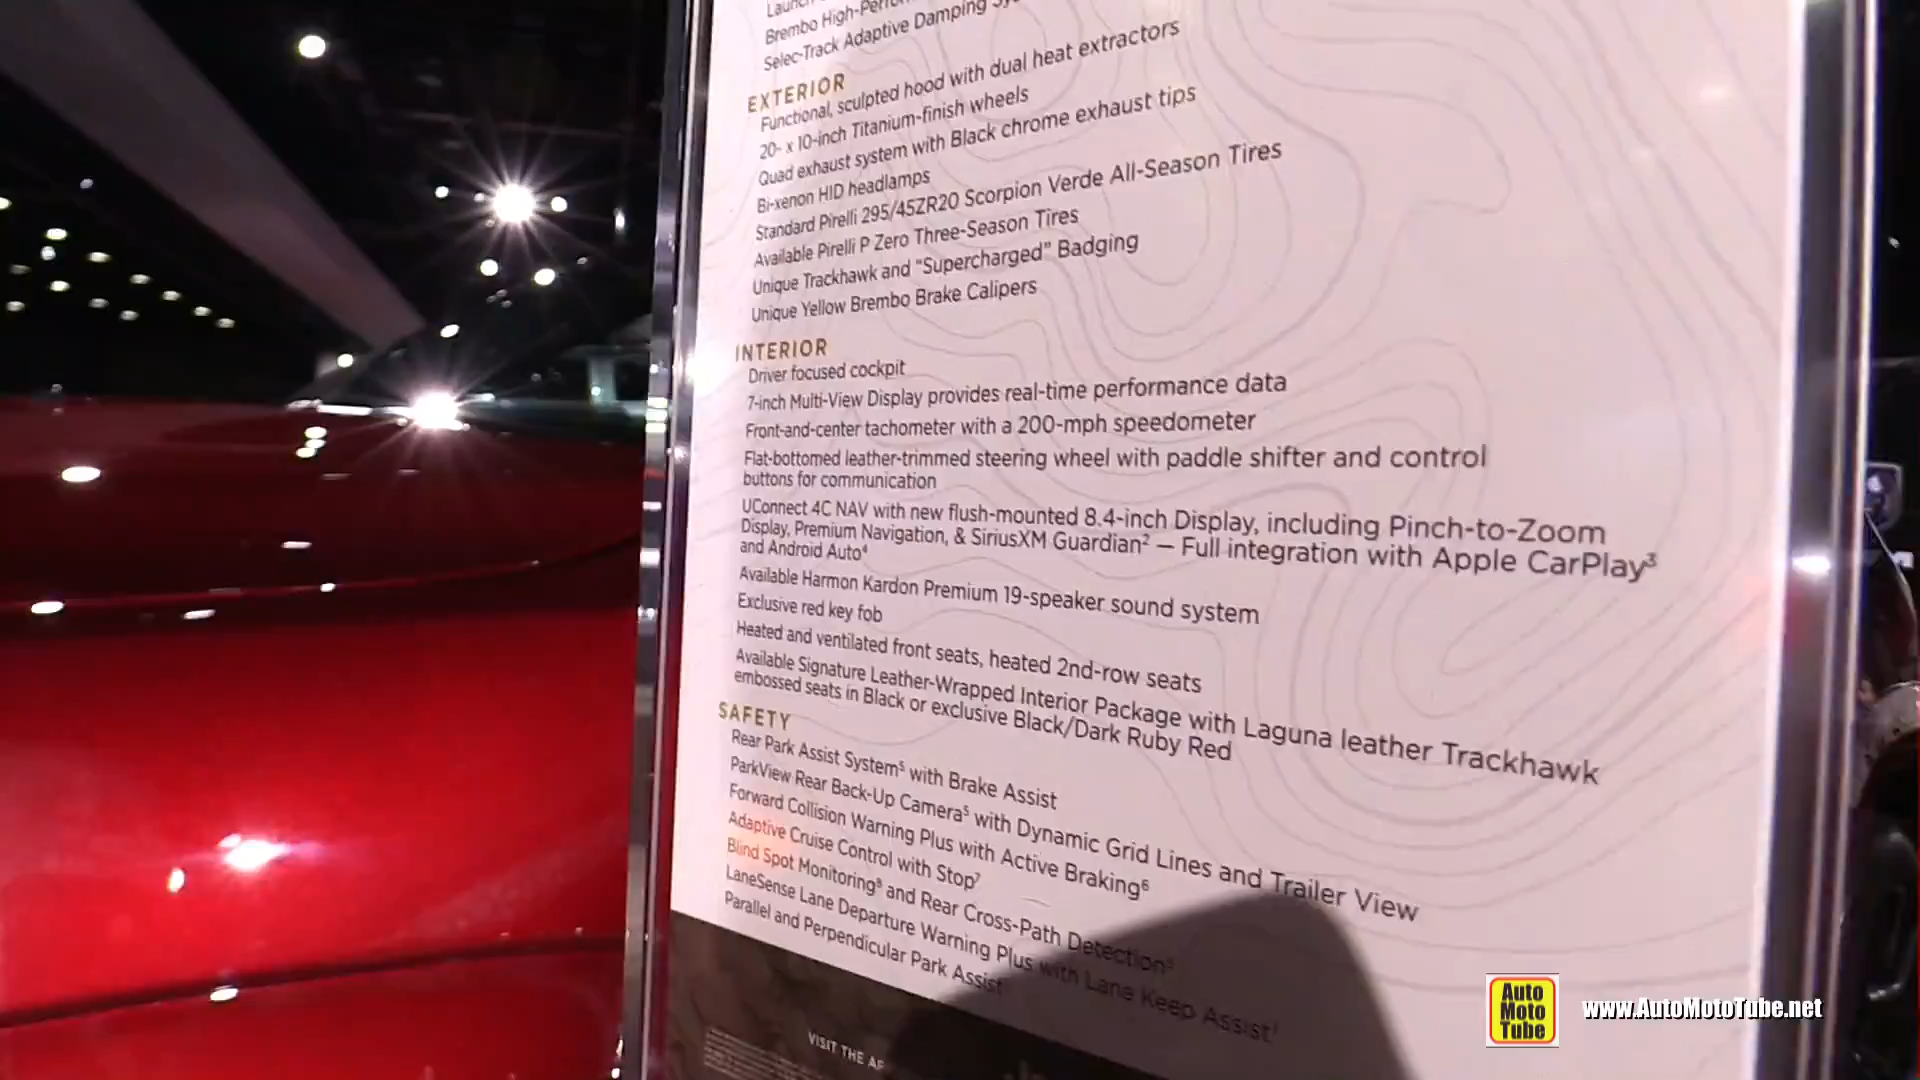 Brembo High-Perfor
Selec-Track Adaptive Damping
EXTERIOR
Functional, sculpted hood with dual heat extractors
20- x 10-inch Titanium-finish wheels
Quad exhaust system with Black chrome exhaust tips
Bi-xenon HID headlamps
Standard Pirelli 295/45ZR20 Scorpion Verde All-Season Tires
Available Pirelli P Zero Three-Season Tires
Unique Trackhawk and "Supercharged" Badging
Unique Yellow Brembo Brake Calipers
INTERIOR
Driver focused cockpit
7-inch Multi-View Display provides real-time performance data
Front-and-center tachometer with a 200-mph speedometer
Flat-bottomed leather-trimmed steering wheel with paddle shifter and control
buttons for communication
UConnect 4C NAV with new flush-mounted 8.4-inch Display, including Pinch-to-Zoom
Display, Premium Navigation, & SiriusXM Guardian² — Full integration with Apple CarPlay³
and Android Auto⁴
Available Harmon Kardon Premium 19-speaker sound system
Exclusive red key fob
Heated and ventilated front seats, heated 2nd-row seats
Available Signature Leather-Wrapped Interior Package with Laguna leather Trackhawk
embossed seats in Black or exclusive Black/Dark Ruby Red
SAFETY
Rear Park Assist System⁵ with Brake Assist
ParkView Rear Back-Up Camera⁵ with Dynamic Grid Lines and Trailer View
Forward Collision Warning Plus with Active Braking⁶
Adaptive Cruise Control with Stop⁷
Blind Spot Monitoring⁸ and Rear Cross-Path Detection⁵
LaneSense Lane Departure Warning Plus with Lane Keep Assist
Parallel and Perpendicular Park Assist
VISIT THE
Auto
Moto
Tube
www.AutoMotoTube.net